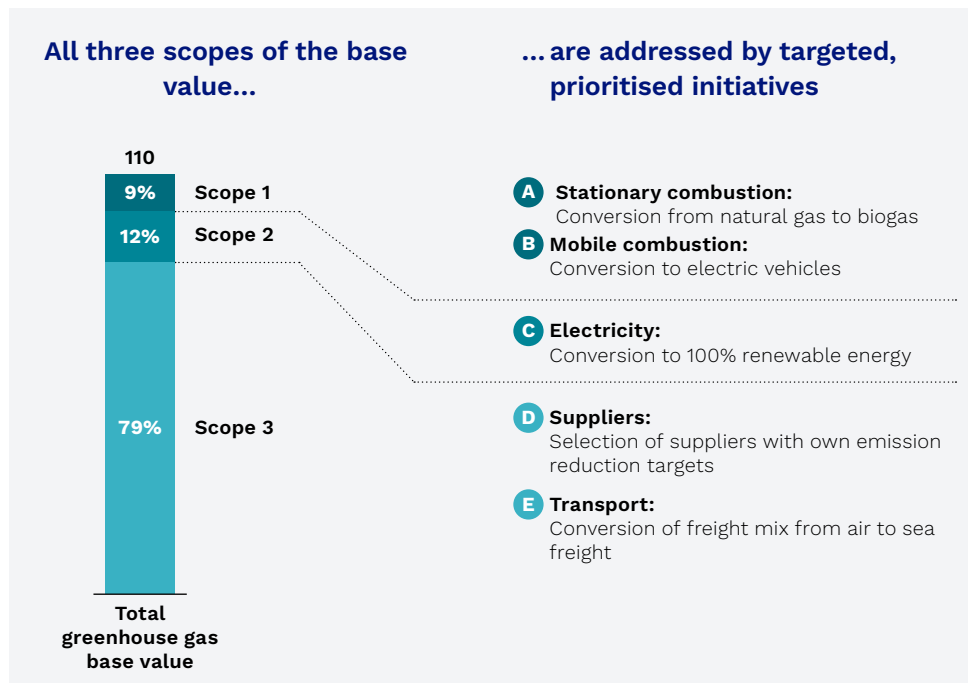 All three scopes of the base
value...
... are addressed by targeted,
prioritised initiatives
110
9%
Scope 1
12%
Scope 2
79%
Scope 3
Total
greenhouse gas
base value
A
Stationary combustion:
Conversion from natural gas to biogas
B
Mobile combustion:
Conversion to electric vehicles
C
Electricity:
Conversion to 100% renewable energy
D
Suppliers:
Selection of suppliers with own emission
reduction targets
E
Transport:
Conversion of freight mix from air to sea
freight